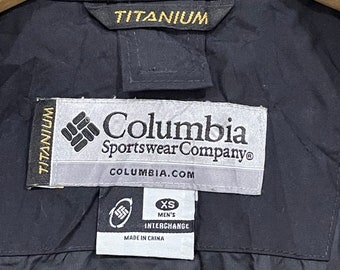 TITANIUM
TITANIUM
Columbia
Sportswear Company®
COLUMBIA.COM
XS
MEN'S
INTERCHANGE
MADE IN CHINA